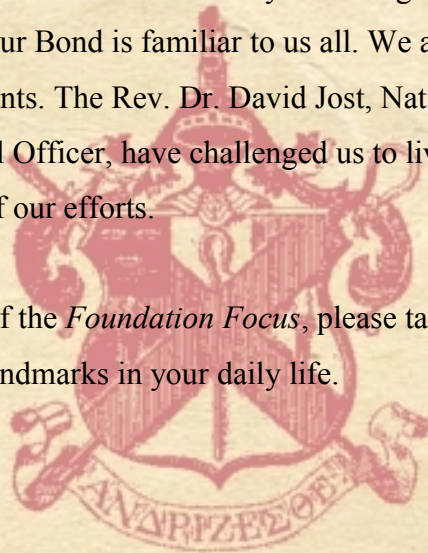 ur Bond is familiar to us all. We a
nts. The Rev. Dr. David Jost, Nat
l Officer, have challenged us to liv
f our efforts.
f the Foundation Focus, please ta
ndmarks in your daily life.
ΑΝΔΡΙΖΕΣΘΕ